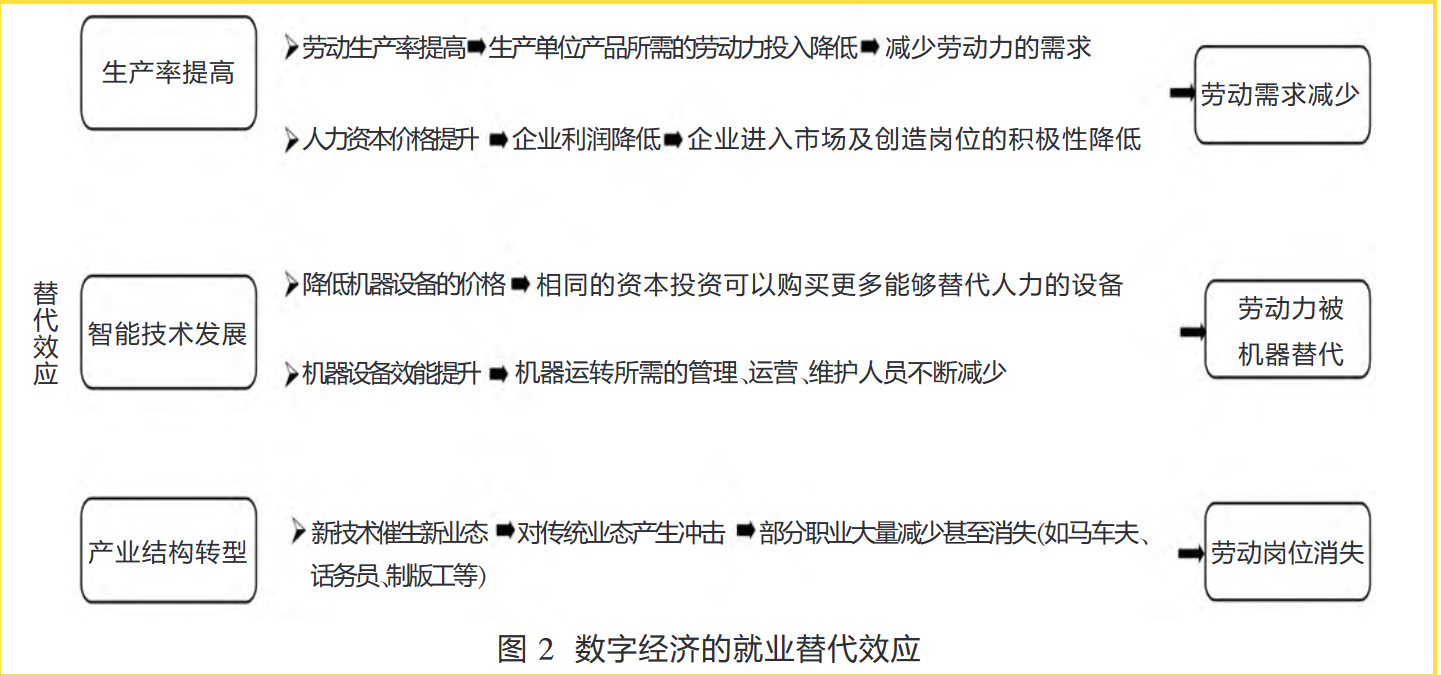 生产率提高
劳动生产率提高➡生产单位产品所需的劳动力投入降低➡减少劳动力的需求
人力资本价格提升➡企业利润降低➡企业进入市场及创造岗位的积极性降低
劳动需求减少
替代效应
智能技术发展
降低机器设备的价格➡相同的资本投资可以购买更多能够替代人力的设备
机器设备效能提升➡机器运转所需的管理、运营、维护人员不断减少
劳动力被
机器替代
产业结构转型
新技术催生新业态➡对传统业态产生冲击➡部分职业大量减少甚至消失(如马车夫、
话务员、制版工等)
劳动岗位消失
图 2 数字经济的就业替代效应